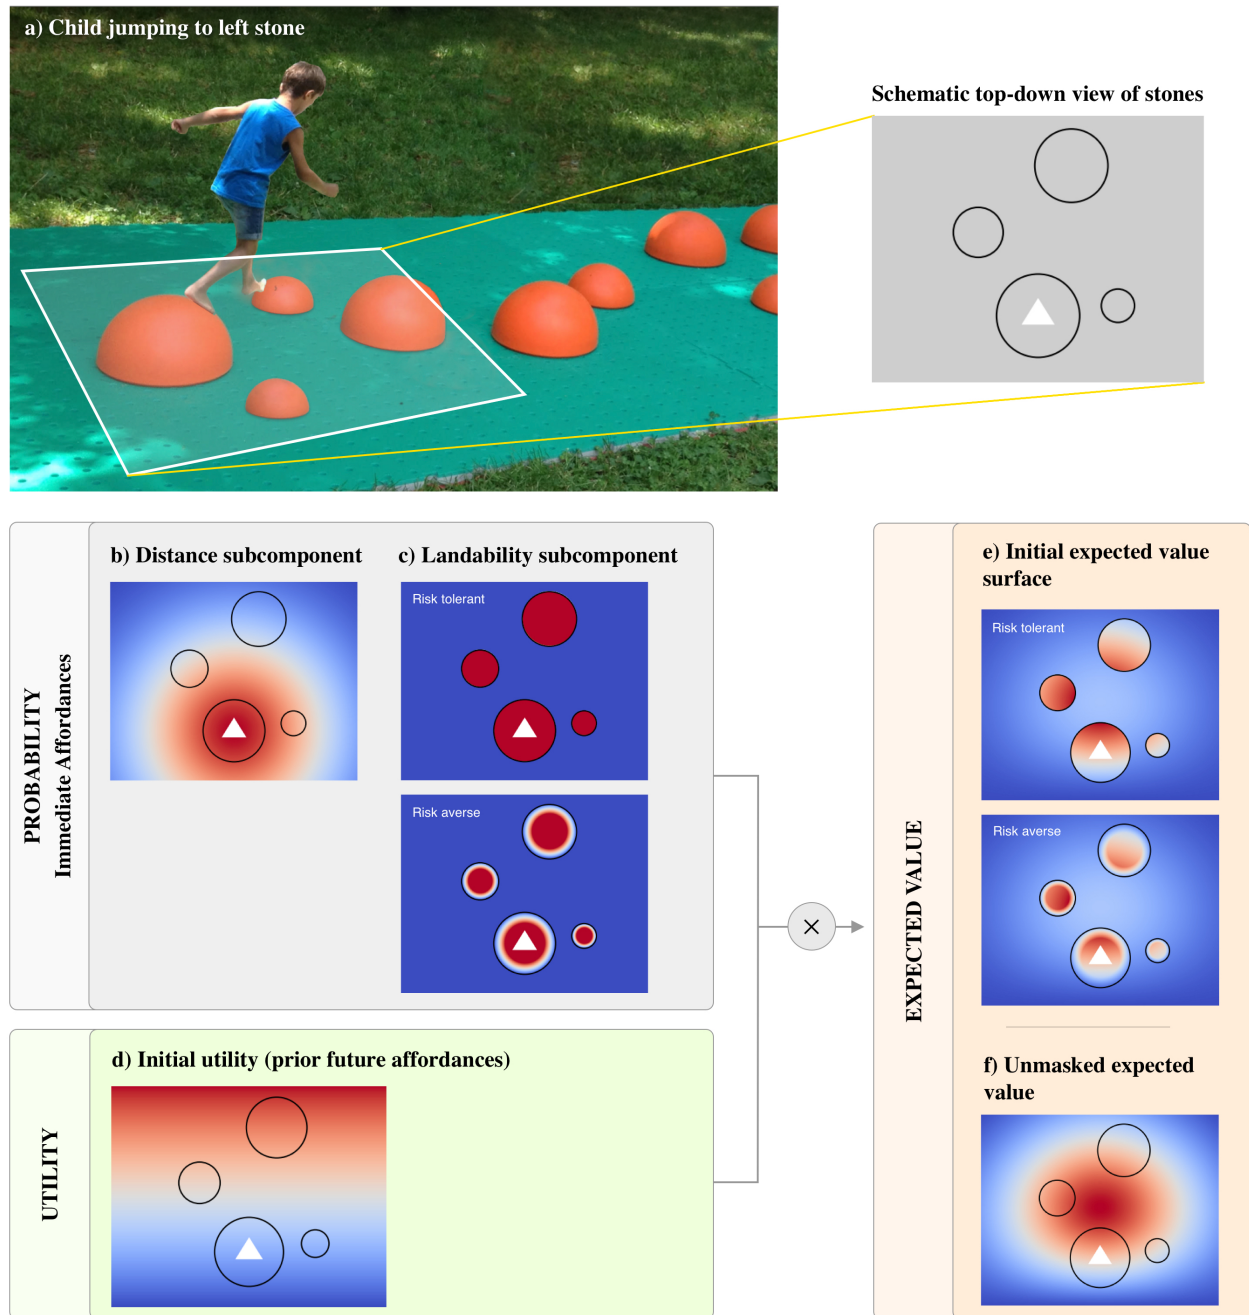 a) Child jumping to left stone
Schematic top-down view of stones
PROBABILITY
Immediate Affordances
b) Distance subcomponent
c) Landability subcomponent
Risk tolerant
Risk averse
UTILITY
d) Initial utility (prior future affordances)
×
EXPECTED VALUE
e) Initial expected value
surface
Risk tolerant
Risk averse
f) Unmasked expected
value